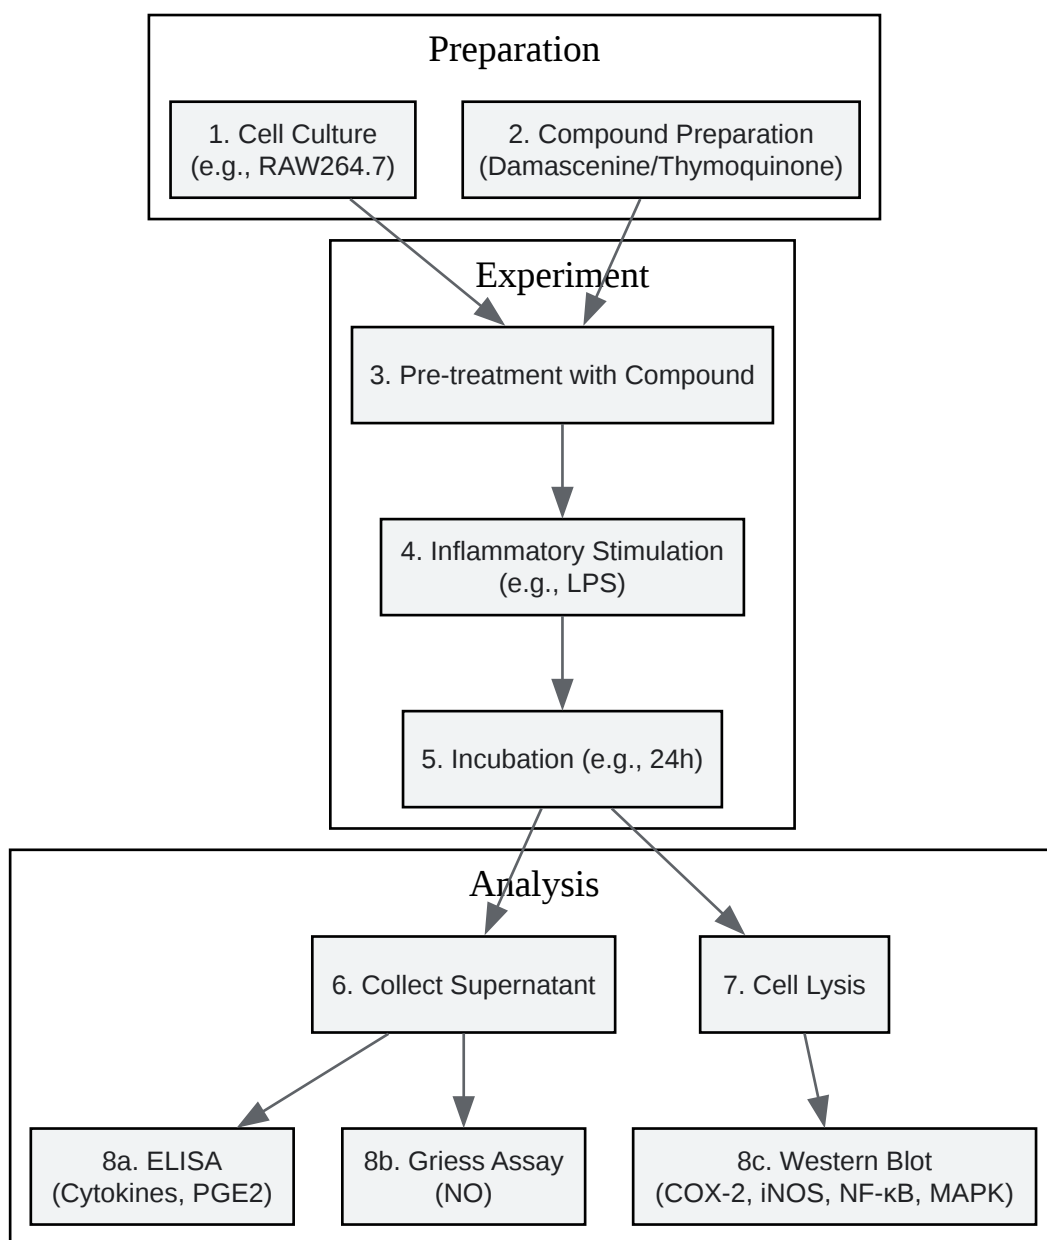 Preparation
1. Cell Culture
(e.g., RAW264.7)
2. Compound Preparation
(Damascenine/Thymoquinone)
Experiment
3. Pre-treatment with Compound
4. Inflammatory Stimulation
(e.g., LPS)
5. Incubation (e.g., 24h)
Analysis
6. Collect Supernatant
7. Cell Lysis
8a. ELISA
(Cytokines, PGE2)
8b. Griess Assay
(NO)
8c. Western Blot
(COX-2, iNOS, NF-κB, MAPK)